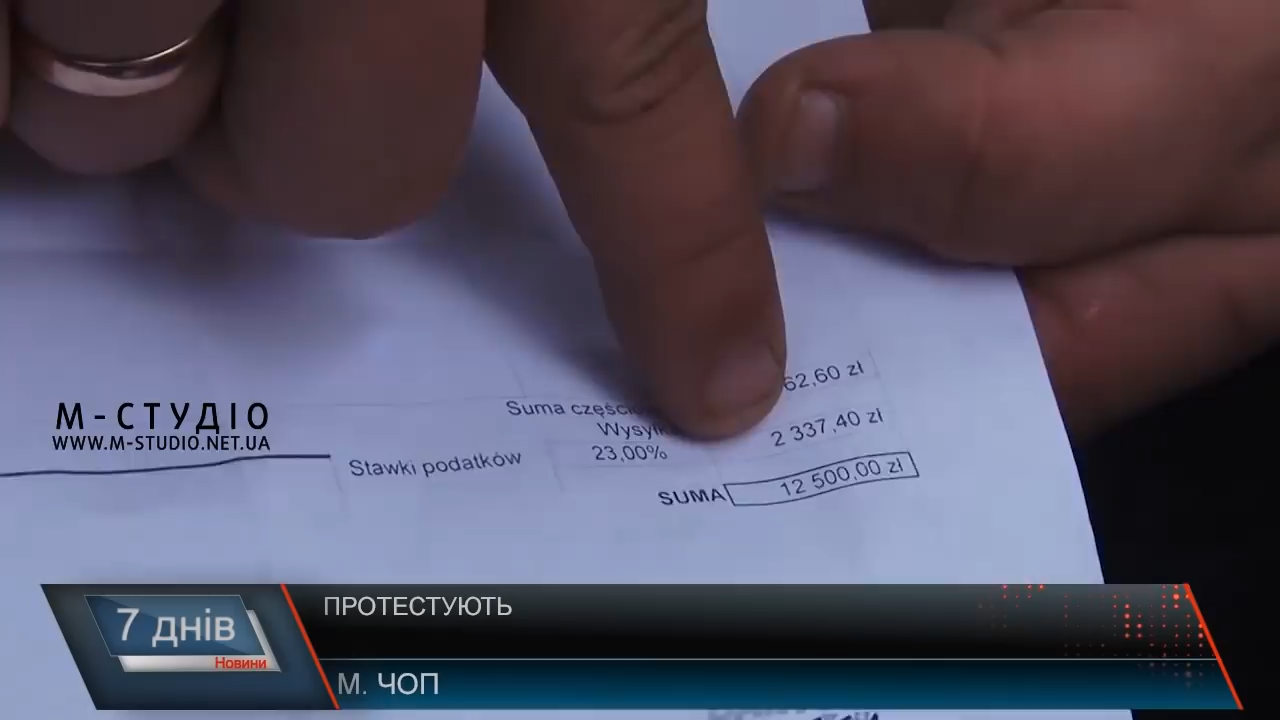 62,60 zł
Suma części
Wysył
2 337,40 zł
Stawki podatków 23,00%
SUMA 12 500,00 zł
М-СТУДІО
WWW.M-STUDIO.NET.UA
7 днів
Новини
ПРОТЕСТУЮТЬ
М. ЧОП